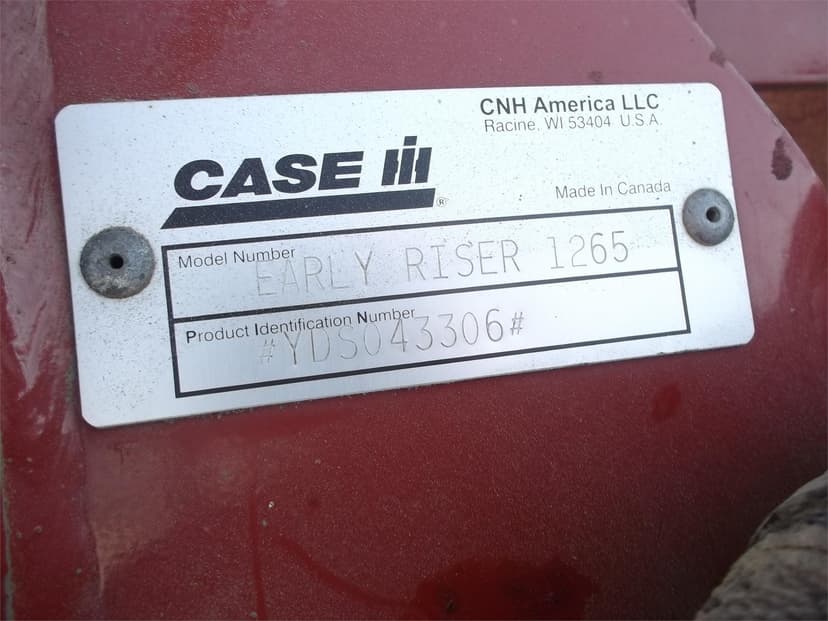 CNH America LLC
Racine, WI 53404 U.S.A.
CASE IH ®
Made In Canada
Model Number
EARLY RISER 1265
Product Identification Number
#YDS043306#